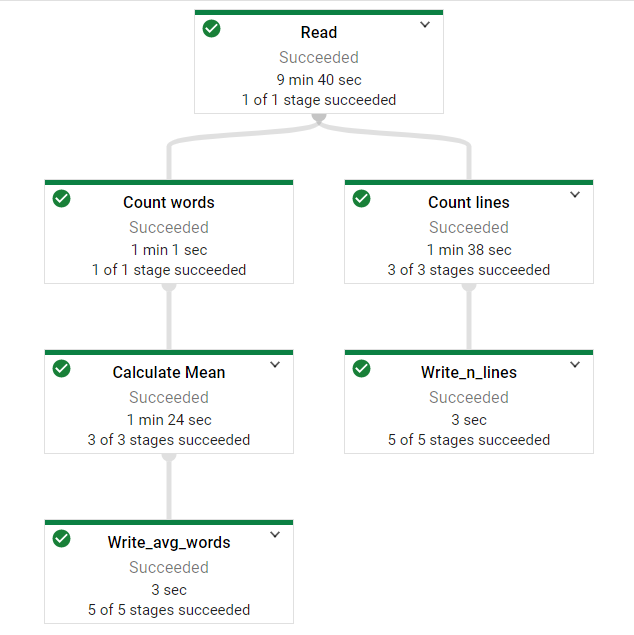 Read
Succeeded
9 min 40 sec
1 of 1 stage succeeded
Count words
Succeeded
1 min 1 sec
1 of 1 stage succeeded
Count lines
Succeeded
1 min 38 sec
3 of 3 stages succeeded
Calculate Mean
Succeeded
1 min 24 sec
3 of 3 stages succeeded
Write_n_lines
Succeeded
3 sec
5 of 5 stages succeeded
Write_avg_words
Succeeded
3 sec
5 of 5 stages succeeded